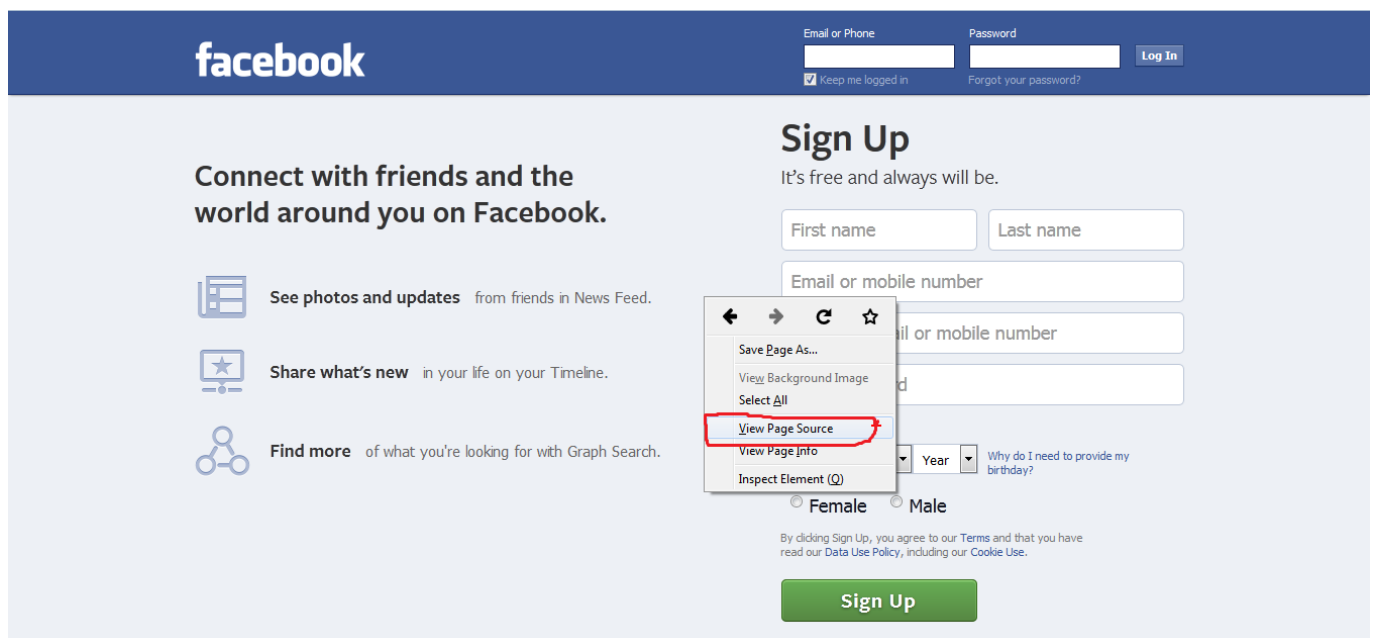 facebook
Email or Phone
Password
Log In
Keep me logged in
Forgot your password?
Connect with friends and the
world around you on Facebook.
See photos and updates from friends in News Feed.
Share what's new in your life on your Timeline.
Find more of what you're looking for with Graph Search.
Sign Up
It's free and always will be.
First name
Last name
Email or mobile number
il or mobile number
d
Save Page As...
View Background Image
Select All
View Page Source
View Page Info
Inspect Element (Q)
Year
Why do I need to provide my
birthday?
Female
Male
By clicking Sign Up, you agree to our Terms and that you have
read our Data Use Policy, including our Cookie Use.
Sign Up